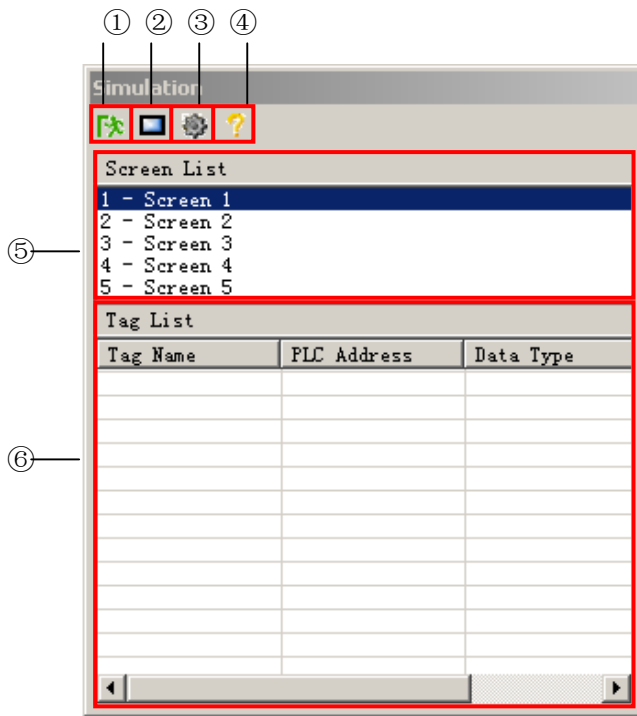 ① ② ③ ④
Simulation
?
Screen List
1 - Screen 1
2 - Screen 2
3 - Screen 3
⑤
4 - Screen 4
5 - Screen 5
Tag List
Tag Name PLC Address Data Type
⑥